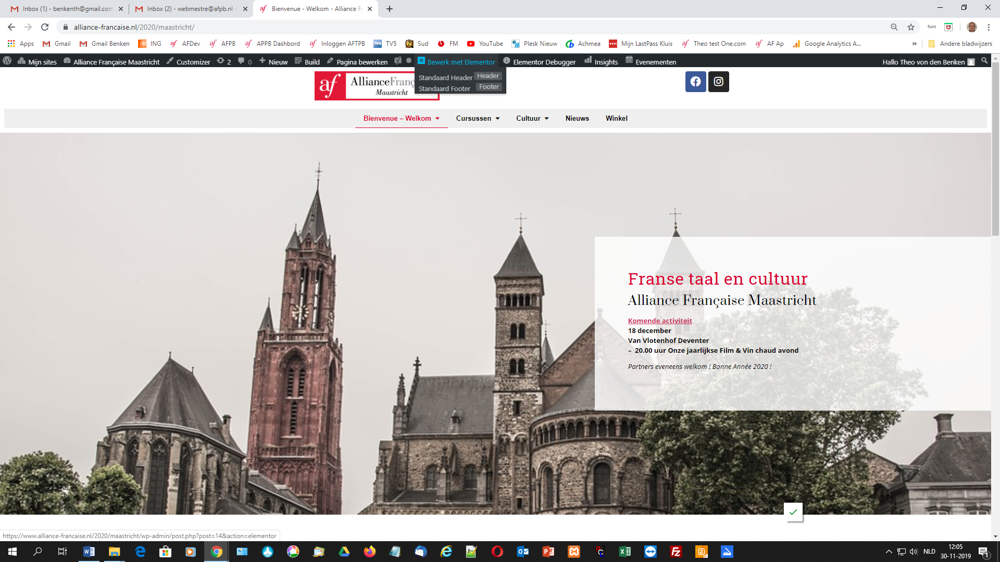 Inbox (1) - benkenth@gmail.com
Inbox (2) - webmestre@afpb.nl -
Bienvenue - Welkom - Alliance Fr
alliance-francaise.nl/2020/maastricht/
font
Apps Gmail Gmail Benken ING AFDev AFPB APPB Dashbord Inloggen AFTPB TV5 Sud FM YouTube Plesk Nieuw Achmea Mijn LastPass Kluis Theo test One.com AF Ap Google Analytics A... » Andere bladwijzers
Mijn sites Alliance Française Maastricht Customizer 2 0 Nieuw Build Pagina bewerken Bewerk met Elementor Elementor Debugger Insights Evenementen Hallo Theo von den Benken
Standaard Header Header
Standaard Footer Footer
af AllianceFranç
Maastricht
Bienvenue – Welkom Cursussen Cultuur Nieuws Winkel
Franse taal en cultuur
Alliance Française Maastricht
Komende activiteit
18 december
Van Vlotenhof Deventer
– 20.00 uur Onze jaarlijkse Film & Vin chaud avond
Partners eveneens welkom ! Bonne Année 2020 !
https://www.alliance-francaise.nl/2020/maastricht/wp-admin/post.php?post=14&action=elementor
NLD
12:05
30-11-2019
1